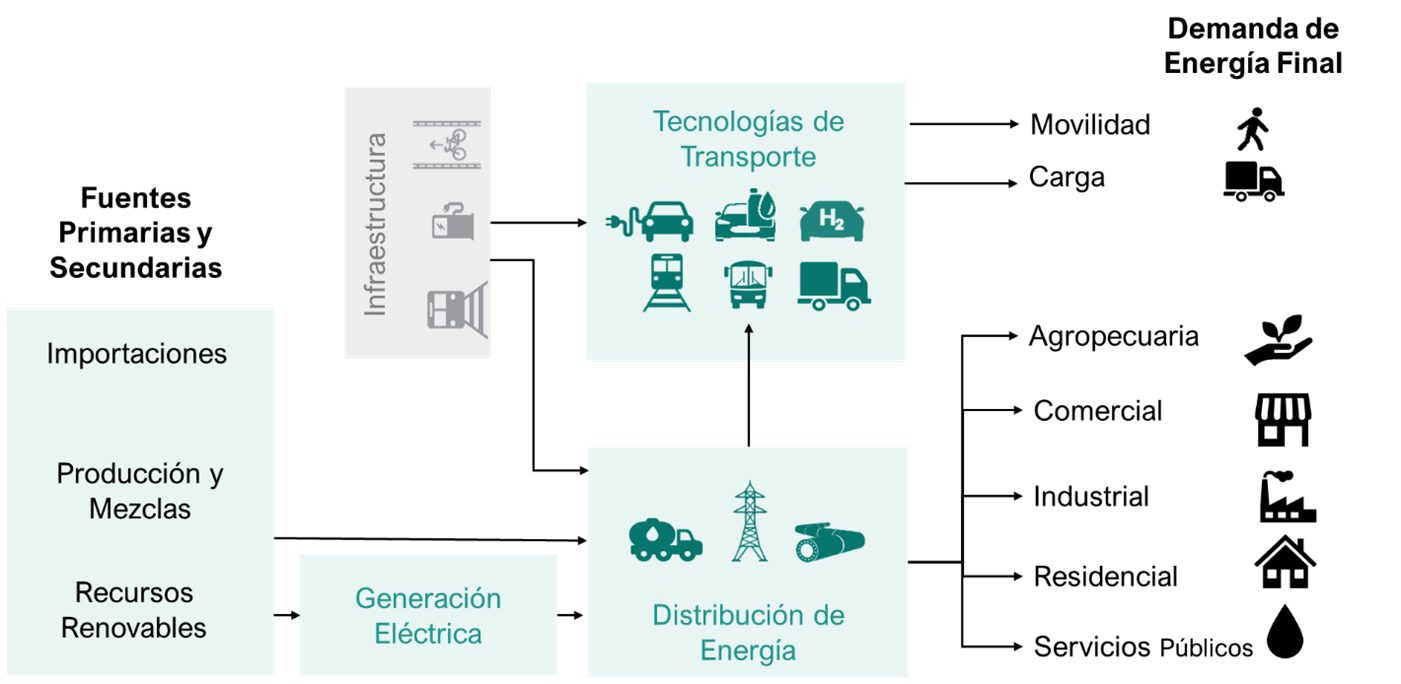 Fuentes
Primarias y
Secundarias
Importaciones
Producción y
Mezclas
Recursos
Renovables
Generación
Eléctrica
Infraestructura
Tecnologías de
Transporte
H2
Distribución de
Energía
Demanda de
Energía Final
Movilidad
Carga
Agropecuaria
Comercial
Industrial
Residencial
Servicios Públicos